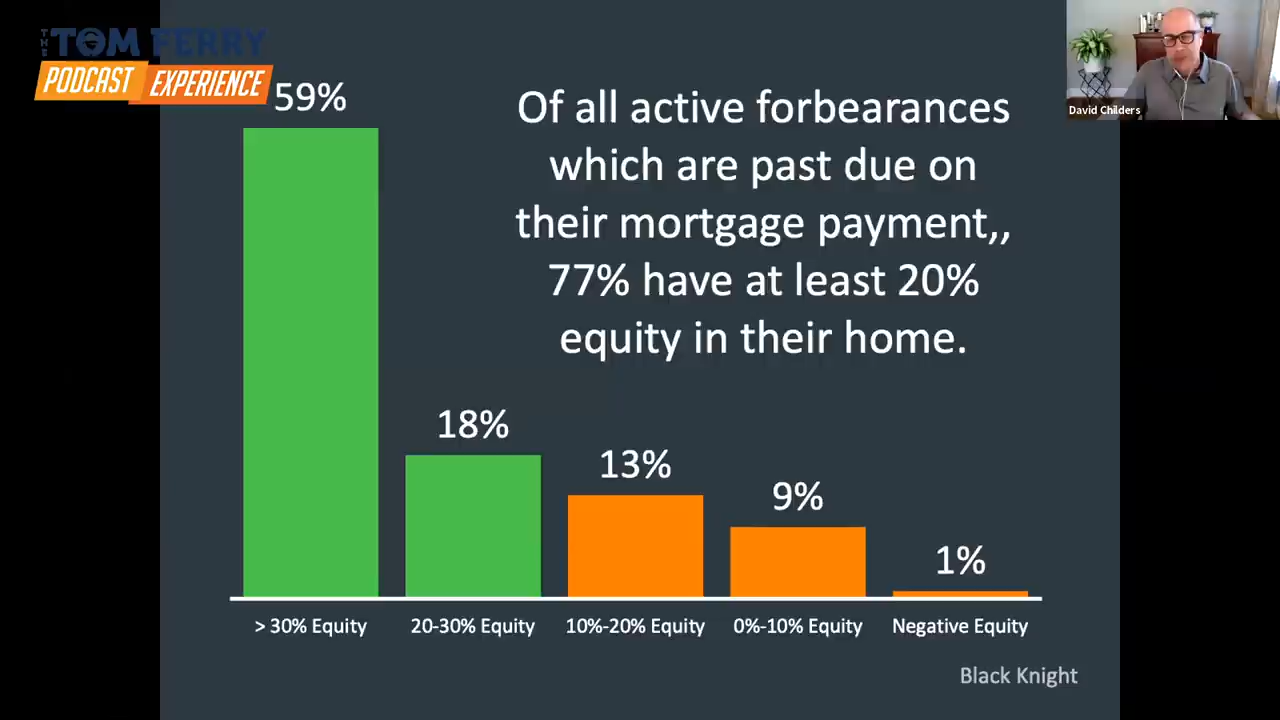 THE
TOM FERRY
PODCAST EXPERIENCE
David Childers
59%
Of all active forbearances
which are past due on
their mortgage payment,,
77% have at least 20%
equity in their home.
18%
13%
9%
1%
> 30% Equity
20-30% Equity
10%-20% Equity
0%-10% Equity
Negative Equity
Black Knight